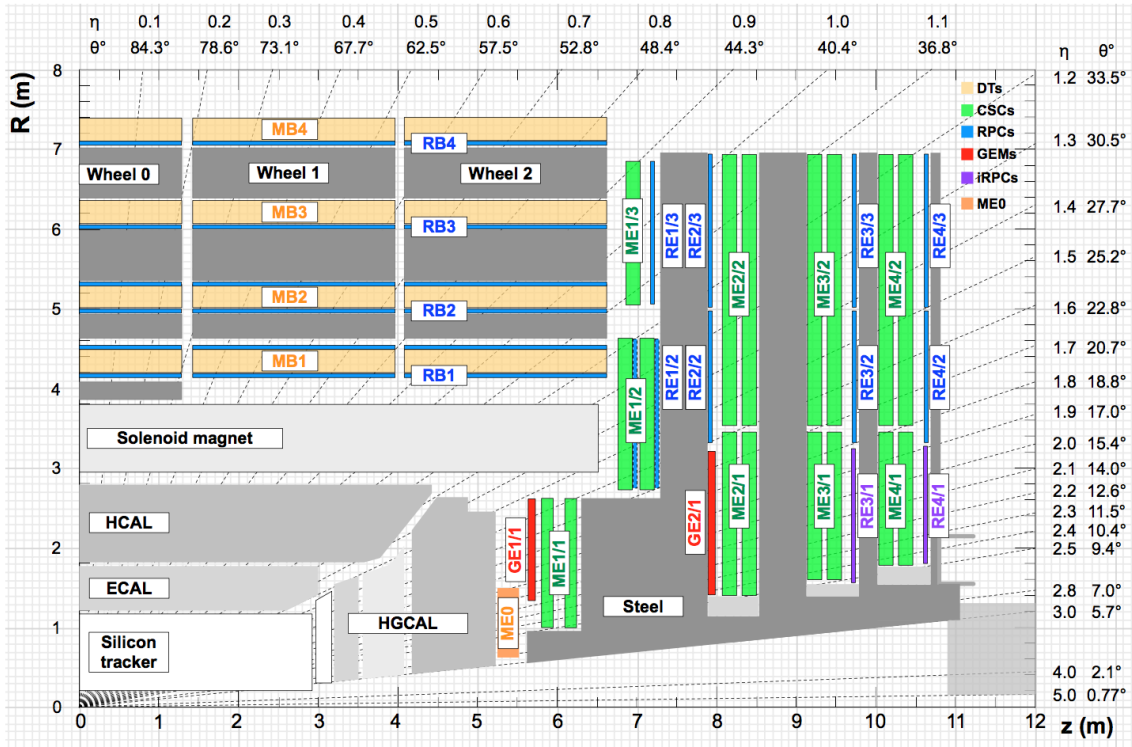 η 0.1 0.2 0.3 0.4 0.5 0.6 0.7 0.8 0.9 1.0 1.1
θ° 84.3° 78.6° 73.1° 67.7° 62.5° 57.5° 52.8° 48.4° 44.3° 40.4° 36.8°
η θ°
1.2 33.5°
1.3 30.5°
1.4 27.7°
1.5 25.2°
1.6 22.8°
1.7 20.7°
1.8 18.8°
1.9 17.0°
2.0 15.4°
2.1 14.0°
2.2 12.6°
2.3 11.5°
2.4 10.4°
2.5 9.4°
2.8 7.0°
3.0 5.7°
4.0 2.1°
5.0 0.77°
DTs
CSCs
RPCs
GEMs
iRPCs
ME0
R (m)
8
7
6
5
4
3
2
1
0
MB4
RB4
Wheel 0
Wheel 1
Wheel 2
MB3
RB3
MB2
RB2
MB1
RB1
Solenoid magnet
HCAL
ECAL
Silicon
tracker
HGCAL
Steel
ME0
GE1/1
ME1/1
ME1/2
ME1/3
RE1/3
RE2/3
RE1/2
RE2/2
GE2/1
ME2/2
ME2/1
ME3/2
ME3/1
RE3/3
RE3/2
RE3/1
ME4/2
ME4/1
RE4/3
RE4/2
RE4/1
0 1 2 3 4 5 6 7 8 9 10 11 12
z (m)